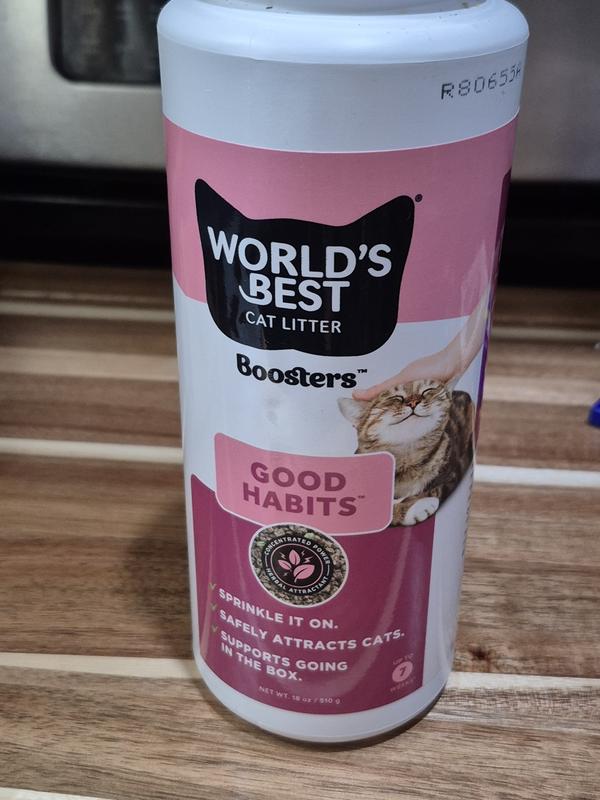 R80655A
WORLD'S
BEST
CAT LITTER
®
Boosters™
GOOD
HABITS™
CONCENTRATED POWER
HERBAL ATTRACTANT
✓ SPRINKLE IT ON.
✓ SAFELY ATTRACTS CATS.
✓ SUPPORTS GOING
IN THE BOX.
UP TO
7
WEEKS
NET WT. 18 oz / 510 g